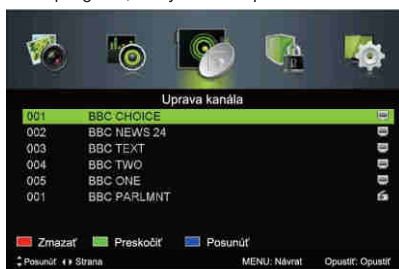 Uprava kanála
001 BBC CHOICE
002 BBC NEWS 24
003 BBC TEXT
004 BBC TWO
005 BBC ONE
001 BBC PARLMNT
Zmazať Preskočiť Posunúť
Posunúť Strana MENU: Návrat Opustiť: Opustiť